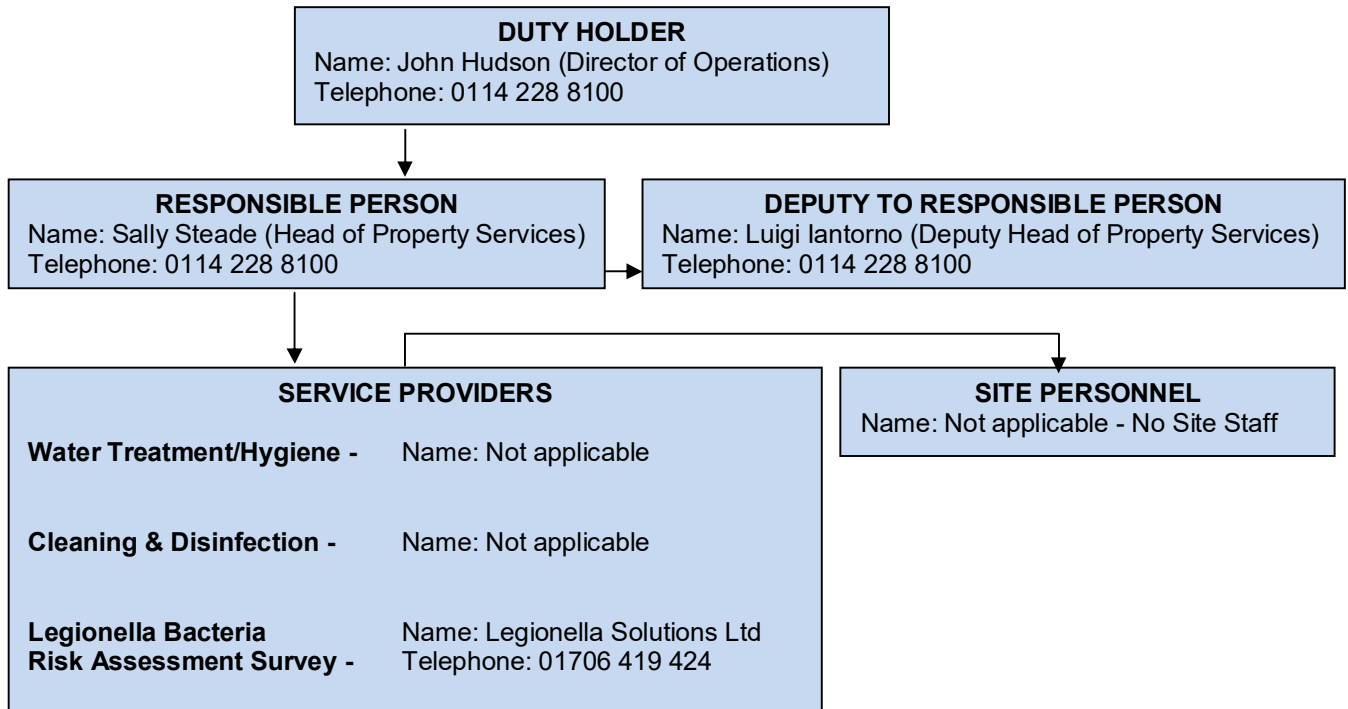 DUTY HOLDER
Name: John Hudson (Director of Operations)
Telephone: 0114 228 8100
RESPONSIBLE PERSON
Name: Sally Steade (Head of Property Services)
Telephone: 0114 228 8100
DEPUTY TO RESPONSIBLE PERSON
Name: Luigi Iantorno (Deputy Head of Property Services)
Telephone: 0114 228 8100
SERVICE PROVIDERS
Water Treatment/Hygiene - Name: Not applicable
Cleaning & Disinfection - Name: Not applicable
Legionella Bacteria Name: Legionella Solutions Ltd
Risk Assessment Survey - Telephone: 01706 419 424
SITE PERSONNEL
Name: Not applicable - No Site Staff